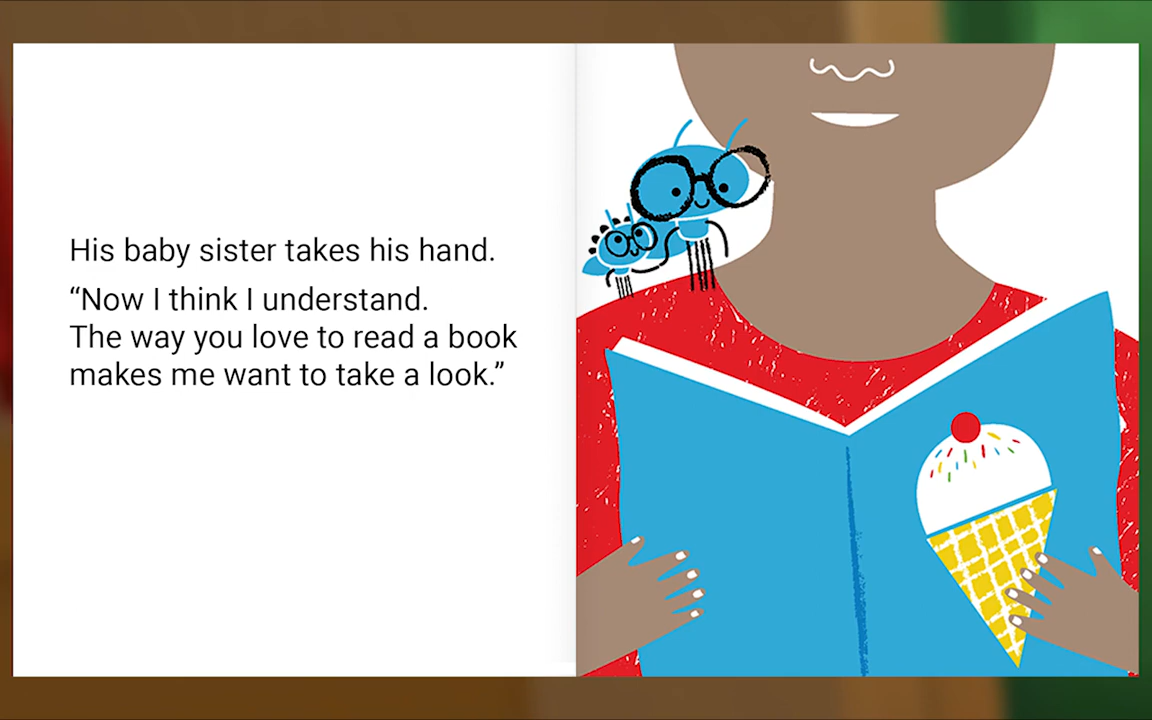 His baby sister takes his hand.
“Now I think I understand.
The way you love to read a book
makes me want to take a look.”